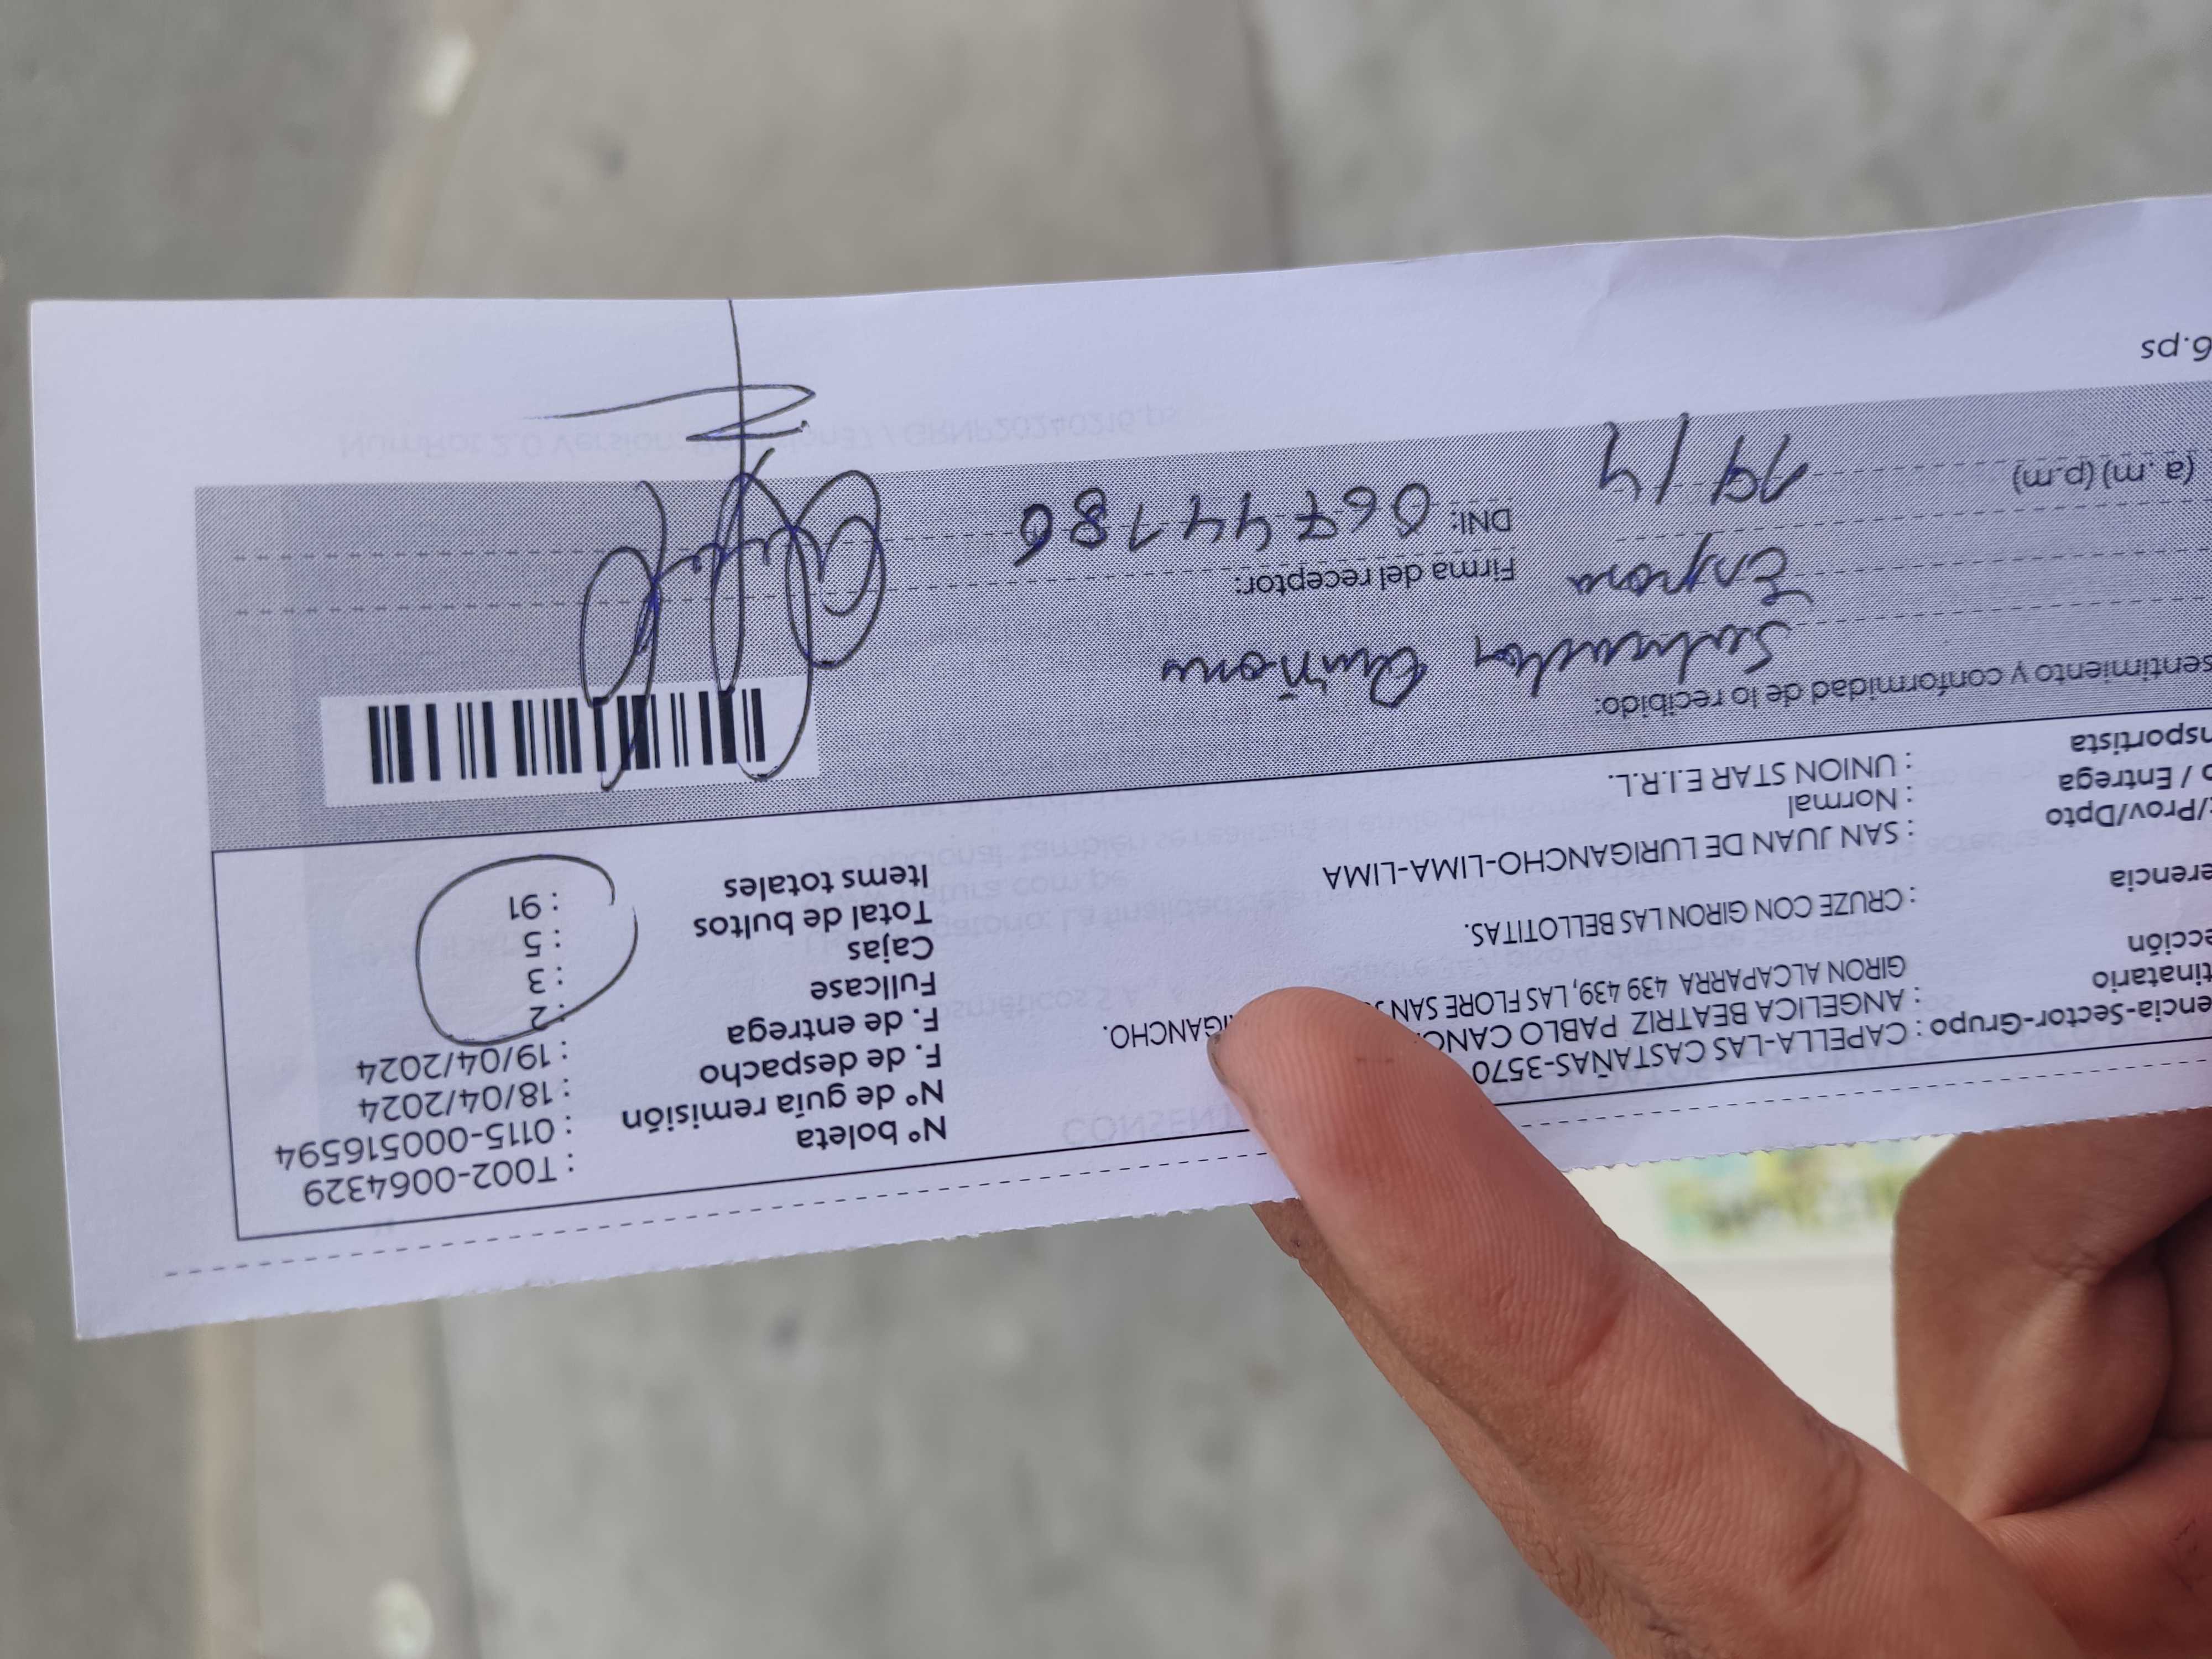 encia-Sector-Grupo : CAPELLA-LAS CASTAÑAS-3570
tinatario : ANGELICA BEATRIZ PABLO CANCH
ección GIRON ALCAPARRA 439 439, LAS FLORE SAN J IGANCHO.
erencia : CRUZE CON GIRON LAS BELLOTITAS.
/Prov/Dpto : SAN JUAN DE LURIGANCHO-LIMA-LIMA
o / Entrega : Normal
nsportista : UNION STAR E.I.R.L.
Nº boleta : T002-0064329
Nº de guía remisión : 0115-000516594
F. de despacho : 18/04/2024
F. de entrega : 19/04/2024
Fullcase : 2
Cajas : 3
Total de bultos : 5
Items totales : 91
sentimiento y conformidad de lo recibido:
Salvador Quiñones
Firma del receptor:
DNI: 06744786
(a. m) (p.m) 19/4
6.ps